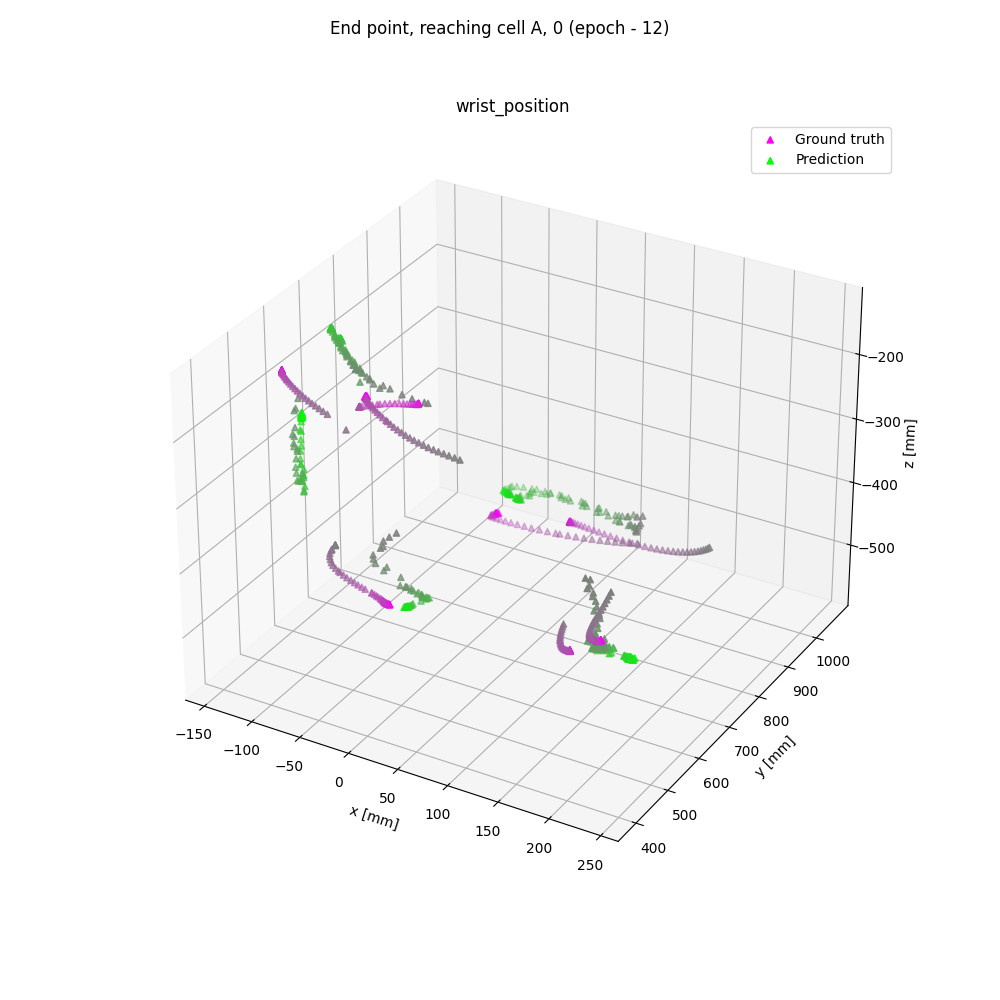 End point, reaching cell A, 0 (epoch - 12)
wrist_position
Ground truth
Prediction
−200
−300
−400
−500
z [mm]
1000
900
800
700
600
500
400
y [mm]
−150
−100
−50
0
50
100
150
200
250
x [mm]